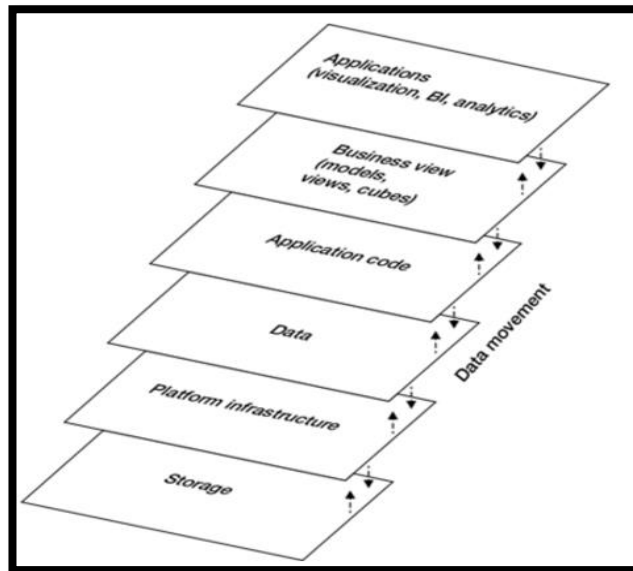 Applications
(visualization, BI, analytics)
Business view
(models,
views, cubes)
Application code
Data
Data movement
Platform infrastructure
Storage